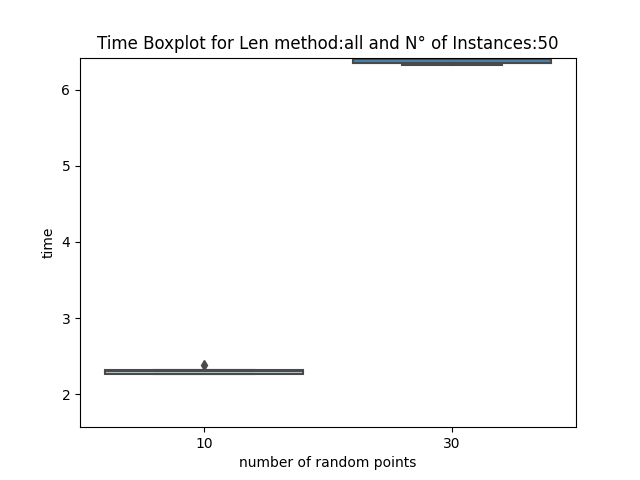 Time Boxplot for Len method:all and N° of Instances:50
6
5
4
3
2
time
10 30
number of random points